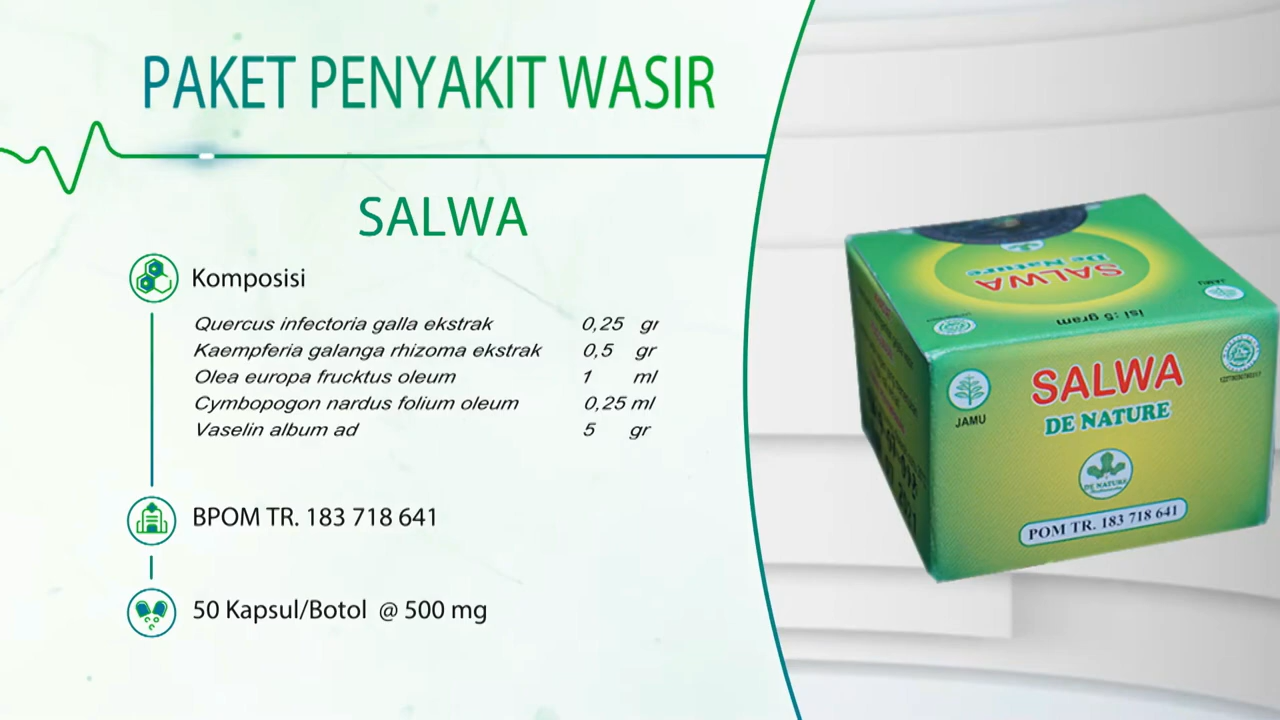 PAKET PENYAKIT WASIR
SALWA
Komposisi
Quercus infectoria galla ekstrak 0,25 gr
Kaempferia galanga rhizoma ekstrak 0,5 gr
Olea europa frucktus oleum 1 ml
Cymbopogon nardus folium oleum 0,25 ml
Vaselin album ad 5 gr
BPOM TR. 183 718 641
50 Kapsul/Botol @ 500 mg
SALWA
De Nature
JAMU
isi : 5 gram
SALWA
DE NATURE
JAMU
DE NATURE
POM TR. 183 718 641